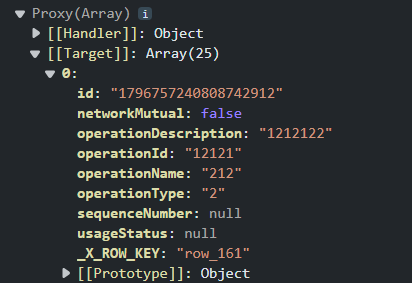 Proxy(Array) i
[[Handler]]: Object
[[Target]]: Array(25)
0:
id: "1796757240808742912"
networkMutual: false
operationDescription: "1212122"
operationId: "12121"
operationName: "212"
operationType: "2"
sequenceNumber: null
usageStatus: null
_X_ROW_KEY: "row_161"
[[Prototype]]: Object